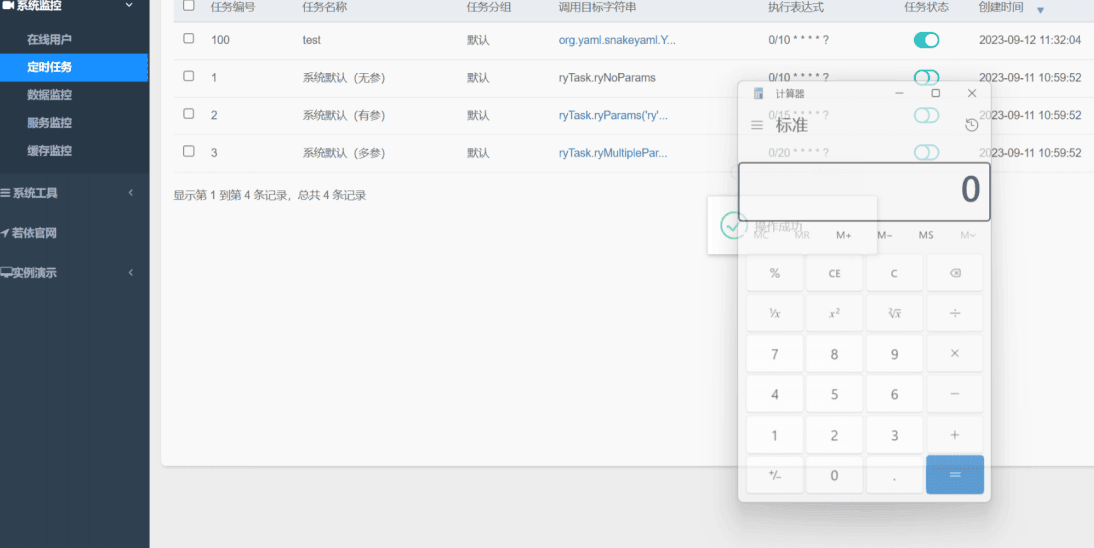 系统监控
在线用户
定时任务
数据监控
服务监控
缓存监控
系统工具
若依官网
实例演示
任务编号 任务名称 任务分组 调用目标字符串 执行表达式 任务状态 创建时间
100 test 默认 org.yaml.snakeyaml.Y... 0/10 * * * * ? 2023-09-12 11:32:04
1 系统默认（无参） 默认 ryTask.ryNoParams 0/10 * * * * ? 2023-09-11 10:59:52
2 系统默认（有参） 默认 ryTask.ryParams('ry'... 0/15 * * * * ? 2023-09-11 10:59:52
3 系统默认（多参） 默认 ryTask.ryMultiplePar... 0/20 * * * * ? 2023-09-11 10:59:52
显示第 1 到第 4 条记录，总共 4 条记录
操作成功
计算器
标准
0
MC MR M+ M− MS M˅
% CE C
¹/x x² ²√x ÷
7 8 9 ×
4 5 6 −
1 2 3 +
+/− 0 . =